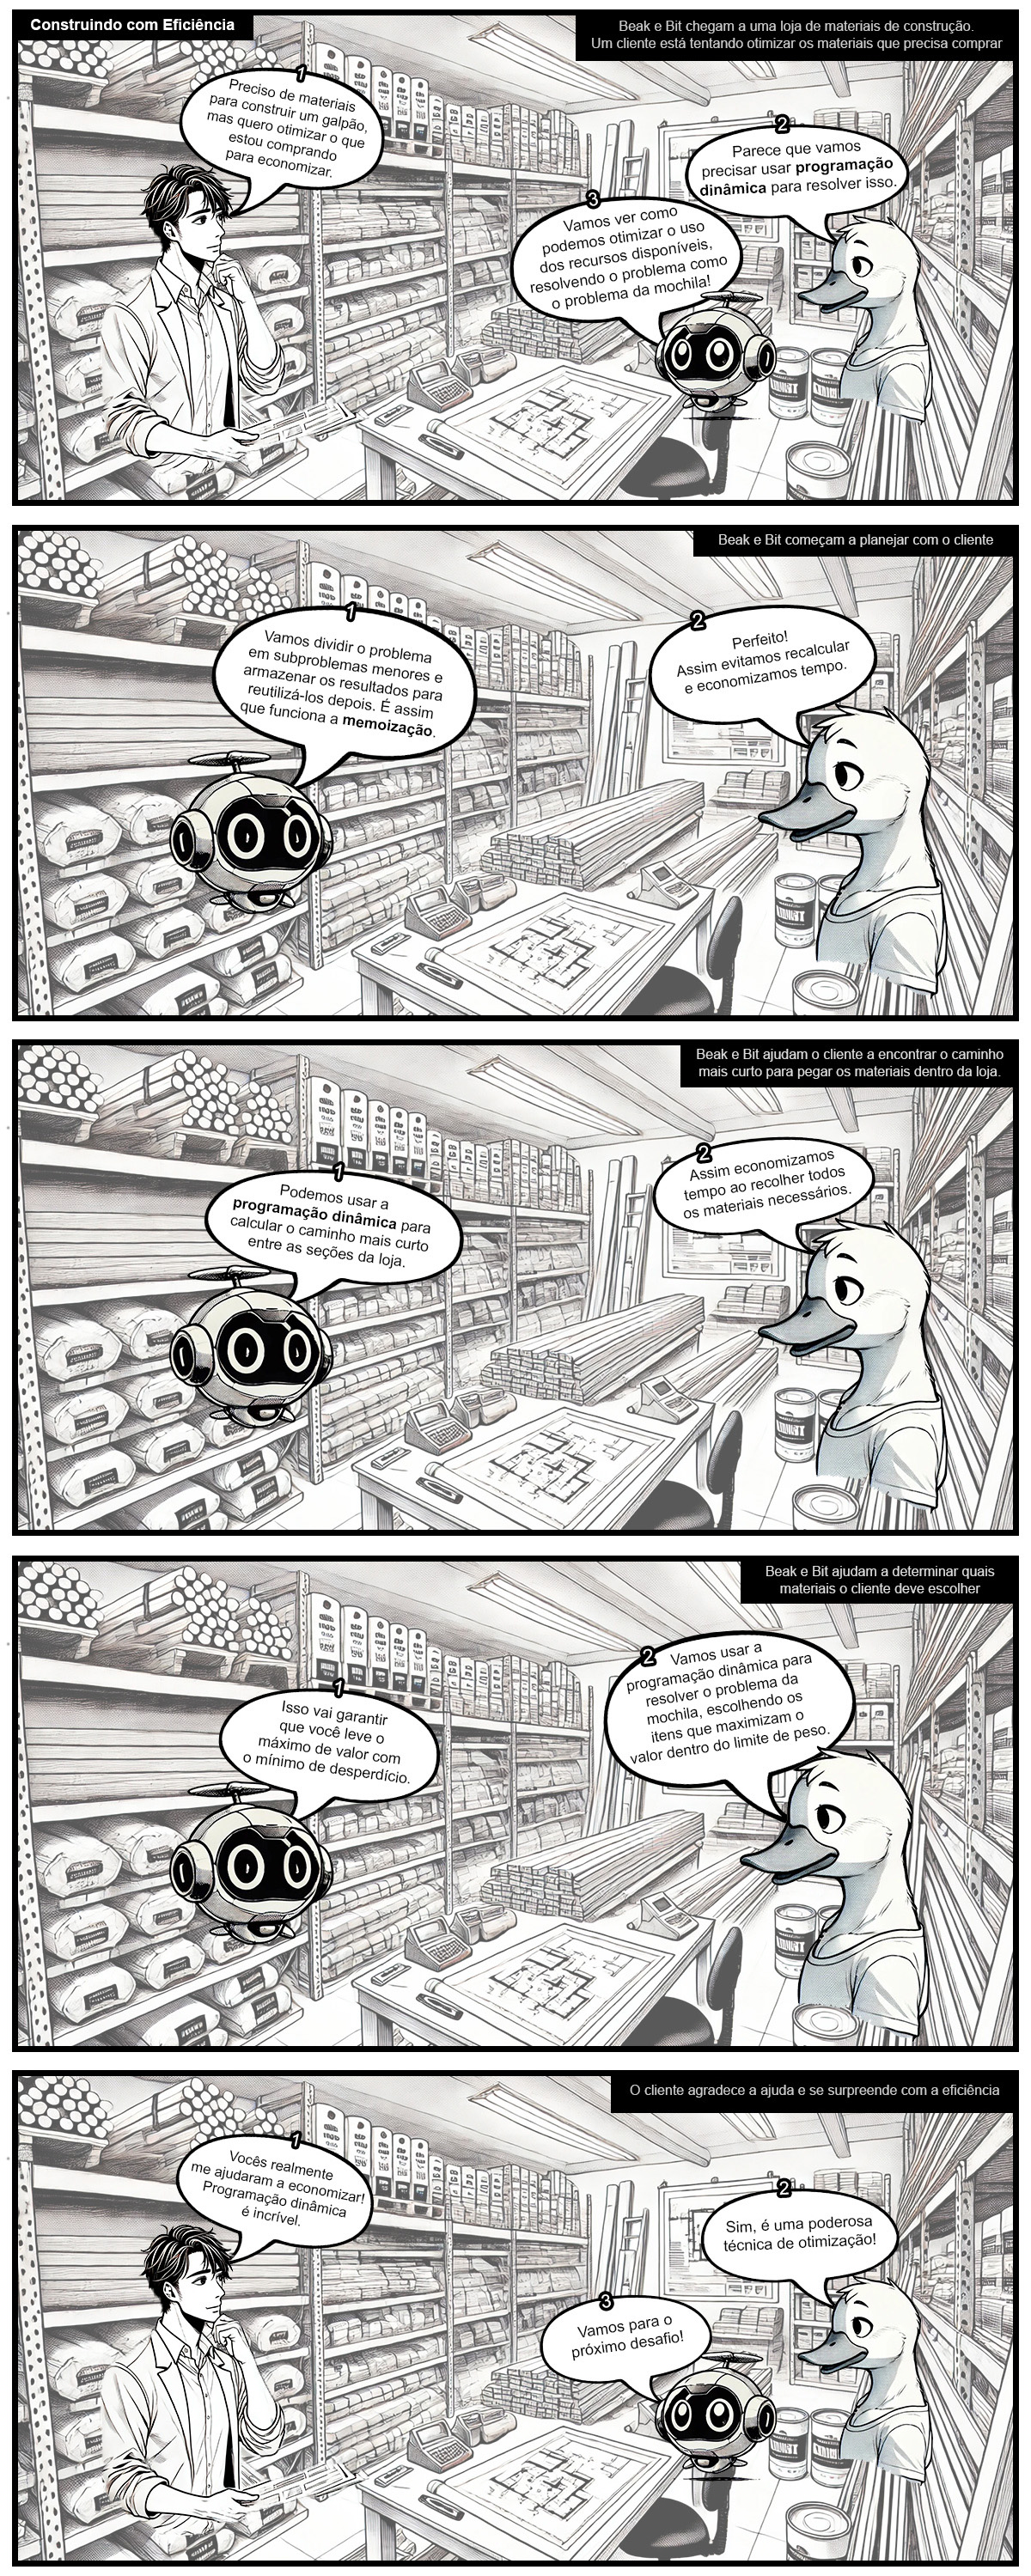 Construindo com Eficiência
Beak e Bit chegam a uma loja de materiais de construção.
Um cliente está tentando otimizar os materiais que precisa comprar
1
Preciso de materiais
para construir um galpão,
mas quero otimizar o que
estou comprando
para economizar.
2
Parece que vamos
precisar usar programação
dinâmica para resolver isso.
3
Vamos ver como
podemos otimizar o uso
dos recursos disponíveis,
resolvendo o problema como
o problema da mochila!
Beak e Bit começam a planejar com o cliente
1
Vamos dividir o problema
em subproblemas menores e
armazenar os resultados para
reutilizá-los depois. É assim
que funciona a memoização.
2
Perfeito!
Assim evitamos recalcular
e economizamos tempo.
Beak e Bit ajudam o cliente a encontrar o caminho
mais curto para pegar os materiais dentro da loja.
1
Podemos usar a
programação dinâmica para
calcular o caminho mais curto
entre as seções da loja.
2
Assim economizamos
tempo ao recolher todos
os materiais necessários.
Beak e Bit ajudam a determinar quais
materiais o cliente deve escolher
1
Isso vai garantir
que você leve o
máximo de valor com
o mínimo de desperdício.
2
Vamos usar a
programação dinâmica para
resolver o problema da
mochila, escolhendo os
itens que maximizam o
valor dentro do limite de peso.
O cliente agradece a ajuda e se surpreende com a eficiência
1
Vocês realmente
me ajudaram a economizar!
Programação dinâmica
é incrível.
2
Sim, é uma poderosa
técnica de otimização!
3
Vamos para o
próximo desafio!